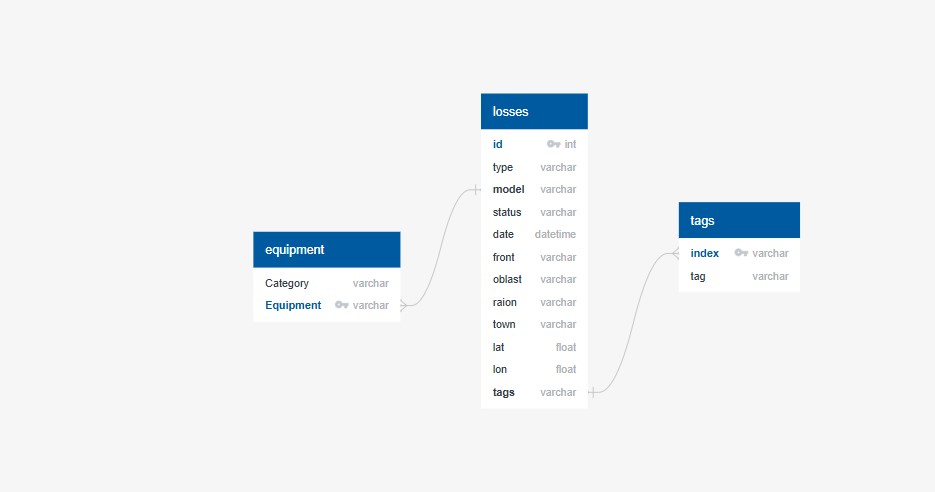 equipment
Category varchar
Equipment varchar
losses
id int
type varchar
model varchar
status varchar
date datetime
front varchar
oblast varchar
raion varchar
town varchar
lat float
lon float
tags varchar
tags
index varchar
tag varchar